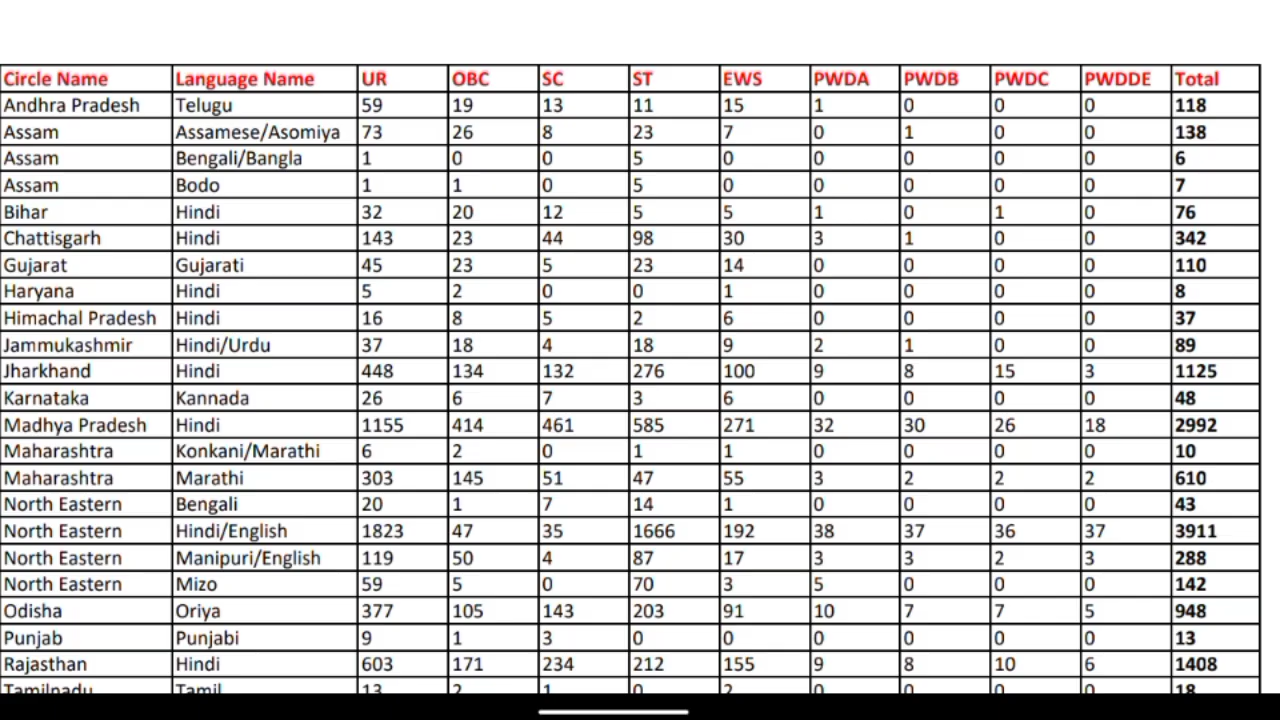 Circle Name Language Name UR OBC SC ST EWS PWDA PWDB PWDC PWDDE Total
Andhra Pradesh Telugu 59 19 13 11 15 1 0 0 0 118
Assam Assamese/Asomiya 73 26 8 23 7 0 1 0 0 138
Assam Bengali/Bangla 1 0 0 5 0 0 0 0 0 6
Assam Bodo 1 1 0 5 0 0 0 0 0 7
Bihar Hindi 32 20 12 5 5 1 0 1 0 76
Chattisgarh Hindi 143 23 44 98 30 3 1 0 0 342
Gujarat Gujarati 45 23 5 23 14 0 0 0 0 110
Haryana Hindi 5 2 0 0 1 0 0 0 0 8
Himachal Pradesh Hindi 16 8 5 2 6 0 0 0 0 37
Jammukashmir Hindi/Urdu 37 18 4 18 9 2 1 0 0 89
Jharkhand Hindi 448 134 132 276 100 9 8 15 3 1125
Karnataka Kannada 26 6 7 3 6 0 0 0 0 48
Madhya Pradesh Hindi 1155 414 461 585 271 32 30 26 18 2992
Maharashtra Konkani/Marathi 6 2 0 1 1 0 0 0 0 10
Maharashtra Marathi 303 145 51 47 55 3 2 2 2 610
North Eastern Bengali 20 1 7 14 1 0 0 0 0 43
North Eastern Hindi/English 1823 47 35 1666 192 38 37 36 37 3911
North Eastern Manipuri/English 119 50 4 87 17 3 3 2 3 288
North Eastern Mizo 59 5 0 70 3 5 0 0 0 142
Odisha Oriya 377 105 143 203 91 10 7 7 5 948
Punjab Punjabi 9 1 3 0 0 0 0 0 0 13
Rajasthan Hindi 603 171 234 212 155 9 8 10 6 1408
Tamilnadu Tamil 13 2 1 0 2 0 0 0 0 18